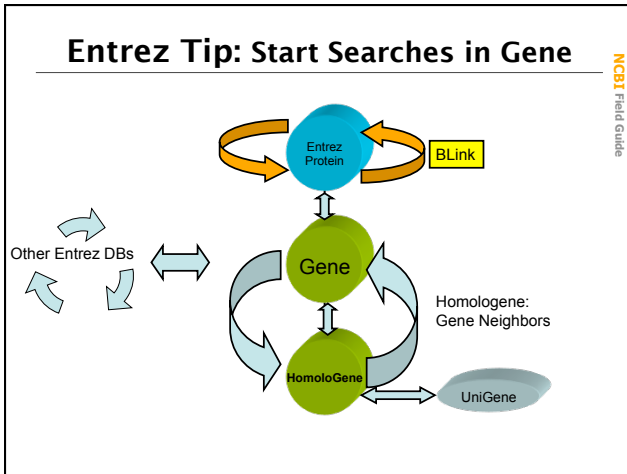 Entrez Tip: Start Searches in Gene
NCBI Field Guide
Entrez
Protein
BLink
Other Entrez DBs
Gene
Homologene:
Gene Neighbors
HomoloGene
UniGene